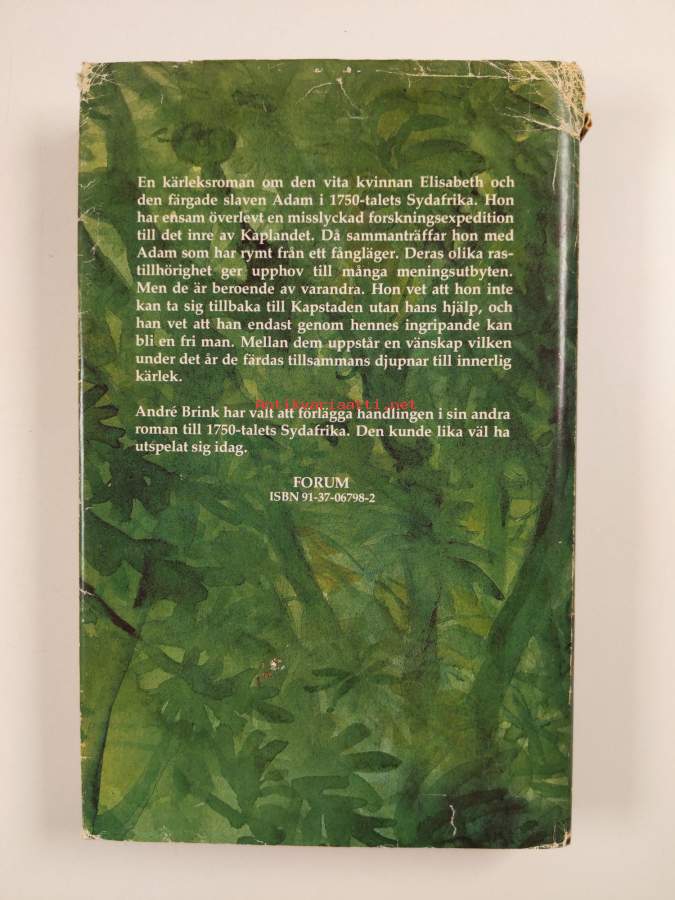 En kärleksroman om den vita kvinnan Elisabeth och
den färgade slaven Adam i 1750-talets Sydafrika. Hon
har ensam överlevt en misslyckad forskningsexpedition
till det inre av Kaplandet. Då sammanträffar hon med
Adam som har rymt från ett fångläger. Deras olika ras-
tillhörighet ger upphov till många meningsutbyten.
Men de är beroende av varandra. Hon vet att hon inte
kan ta sig tillbaka till Kapstaden utan hans hjälp, och
han vet att han endast genom hennes ingripande kan
bli en fri man. Mellan dem uppstår en vänskap vilken
under det år de färdas tillsammans djupnar till innerlig
kärlek.
Antikvariaatti.net
André Brink har valt att förlägga handlingen i sin andra
roman till 1750-talets Sydafrika. Den kunde lika väl ha
utspelat sig idag.
FORUM
ISBN 91-37-06798-2